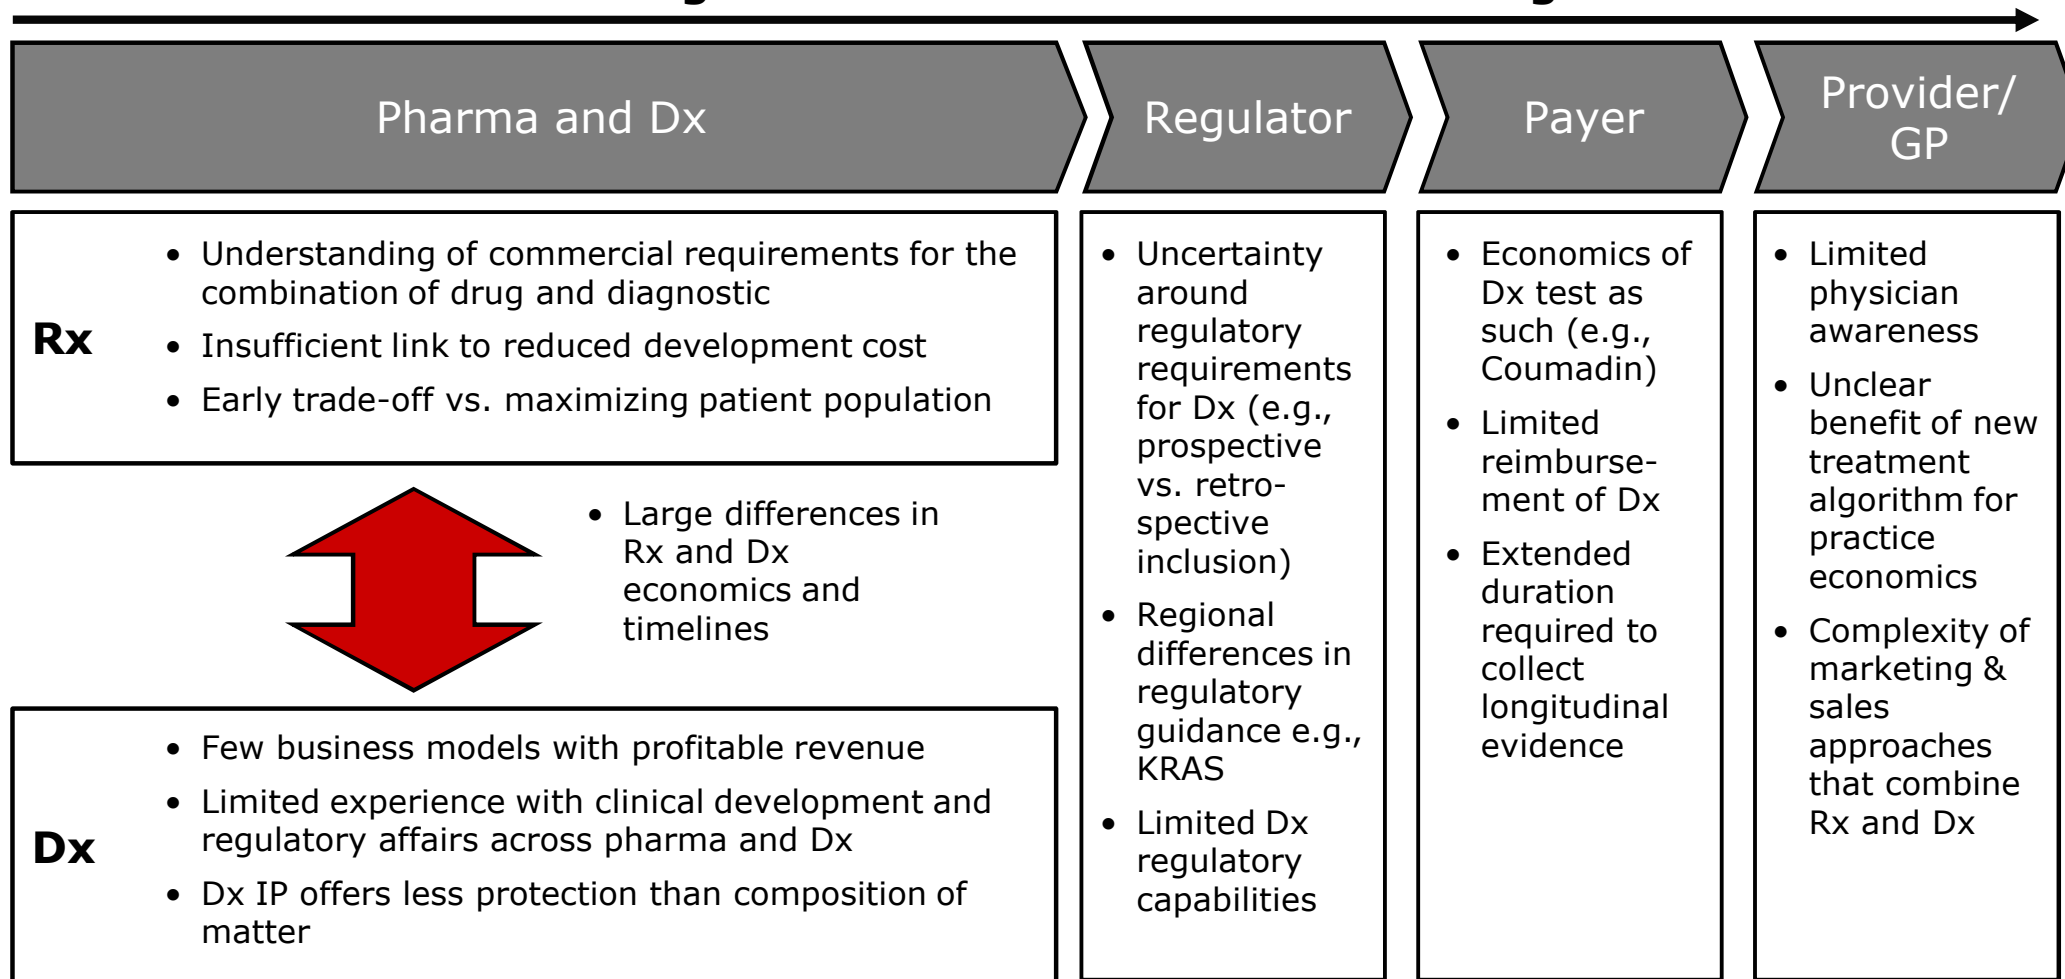 Pharma and Dx
Regulator
Payer
Provider/
GP
Rx
• Understanding of commercial requirements for the
combination of drug and diagnostic
• Insufficient link to reduced development cost
• Early trade-off vs. maximizing patient population
• Large differences in
Rx and Dx
economics and
timelines
Dx
• Few business models with profitable revenue
• Limited experience with clinical development and
regulatory affairs across pharma and Dx
• Dx IP offers less protection than composition of
matter
• Uncertainty
around
regulatory
requirements
for Dx (e.g.,
prospective
vs. retro-
spective
inclusion)
• Regional
differences in
regulatory
guidance e.g.,
KRAS
• Limited Dx
regulatory
capabilities
• Economics of
Dx test as
such (e.g.,
Coumadin)
• Limited
reimburse-
ment of Dx
• Extended
duration
required to
collect
longitudinal
evidence
• Limited
physician
awareness
• Unclear
benefit of new
treatment
algorithm for
practice
economics
• Complexity of
marketing &
sales
approaches
that combine
Rx and Dx